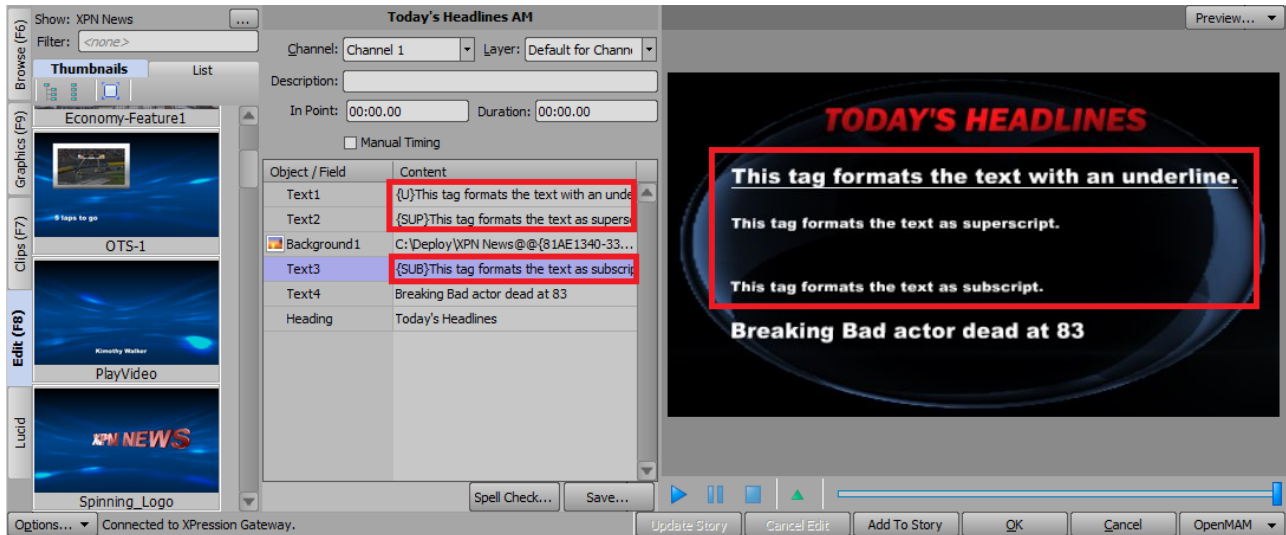 Show: XPN News
...
Filter: <none>
Thumbnails
List
Browse (F6)
Graphics (F9)
Clips (F7)
Edit (F8)
Lucid
Economy-Feature1
5 laps to go
OTS-1
Kimothy Walker
PlayVideo
XPN NEWS
Spinning_Logo
Today's Headlines AM
Channel: Channel 1 Layer: Default for Chann
Description:
In Point: 00:00.00 Duration: 00:00.00
Manual Timing
Object / Field Content
Text1 {U}This tag formats the text with an unde
Text2 {SUP}This tag formats the text as supers
Background1 C:\Deploy\XPN News@@{81AE1340-33...
Text3 {SUB}This tag formats the text as subscrip
Text4 Breaking Bad actor dead at 83
Heading Today's Headlines
Spell Check... Save...
Preview...
TODAY'S HEADLINES
This tag formats the text with an underline.
This tag formats the text as superscript.
This tag formats the text as subscript.
Breaking Bad actor dead at 83
Options... Connected to XPression Gateway.
Update Story Cancel Edit Add To Story OK Cancel OpenMAM